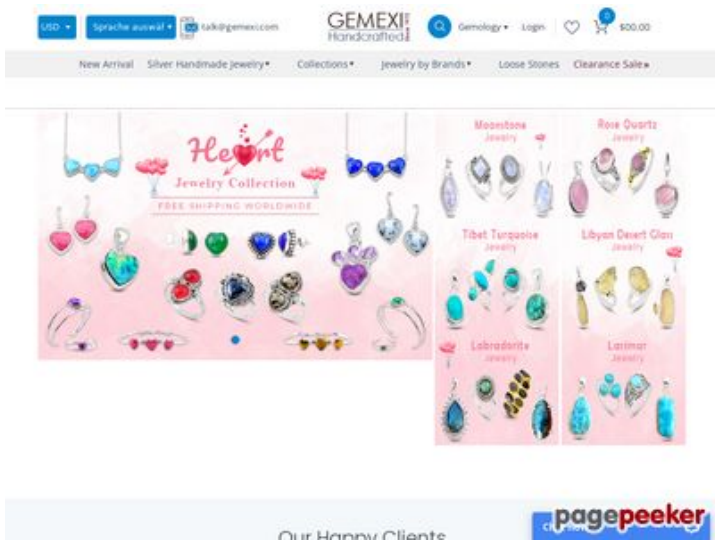 USD
Sprache auswäl
talk@gemexi.com
GEMEXI
Handcrafted
Gemology
Login
0
$00.00
New Arrival Silver Handmade Jewelry Collections Jewelry by Brands Loose Stones Clearance Sale
Heart
Jewelry Collection
FREE SHIPPING WORLDWIDE
Moonstone
Jewelry
Rose Quartz
Jewelry
Tibet Turquoise
Jewelry
Libyan Desert Glass
Jewelry
Labradorite
Jewelry
Larimar
Jewelry
Our Happy Clients
pagepeeker